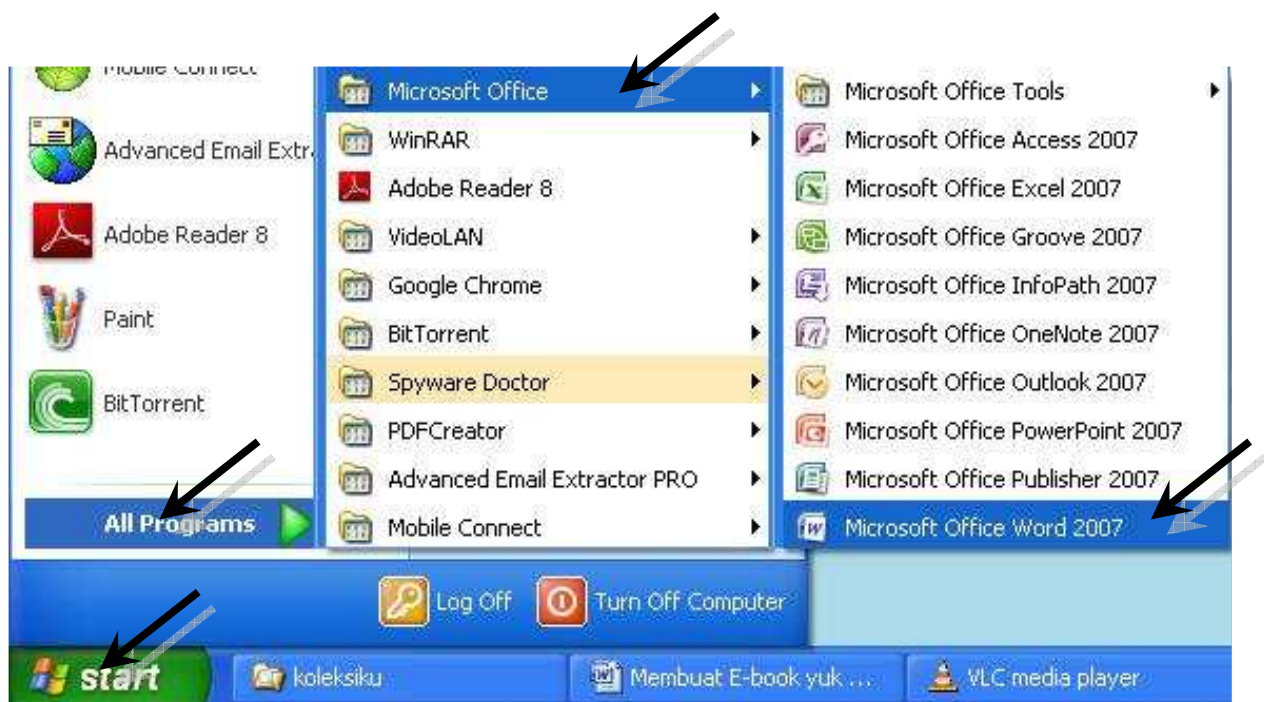 Mobile Connect
Advanced Email Extr
Adobe Reader 8
Paint
BitTorrent
All Programs
Microsoft Office
WinRAR
Adobe Reader 8
VideoLAN
Google Chrome
BitTorrent
Spyware Doctor
PDFCreator
Advanced Email Extractor PRO
Mobile Connect
Microsoft Office Tools
Microsoft Office Access 2007
Microsoft Office Excel 2007
Microsoft Office Groove 2007
Microsoft Office InfoPath 2007
Microsoft Office OneNote 2007
Microsoft Office Outlook 2007
Microsoft Office PowerPoint 2007
Microsoft Office Publisher 2007
Microsoft Office Word 2007
Log Off
Turn Off Computer
start
koleksiku
Membuat E-book yuk ...
VLC media player